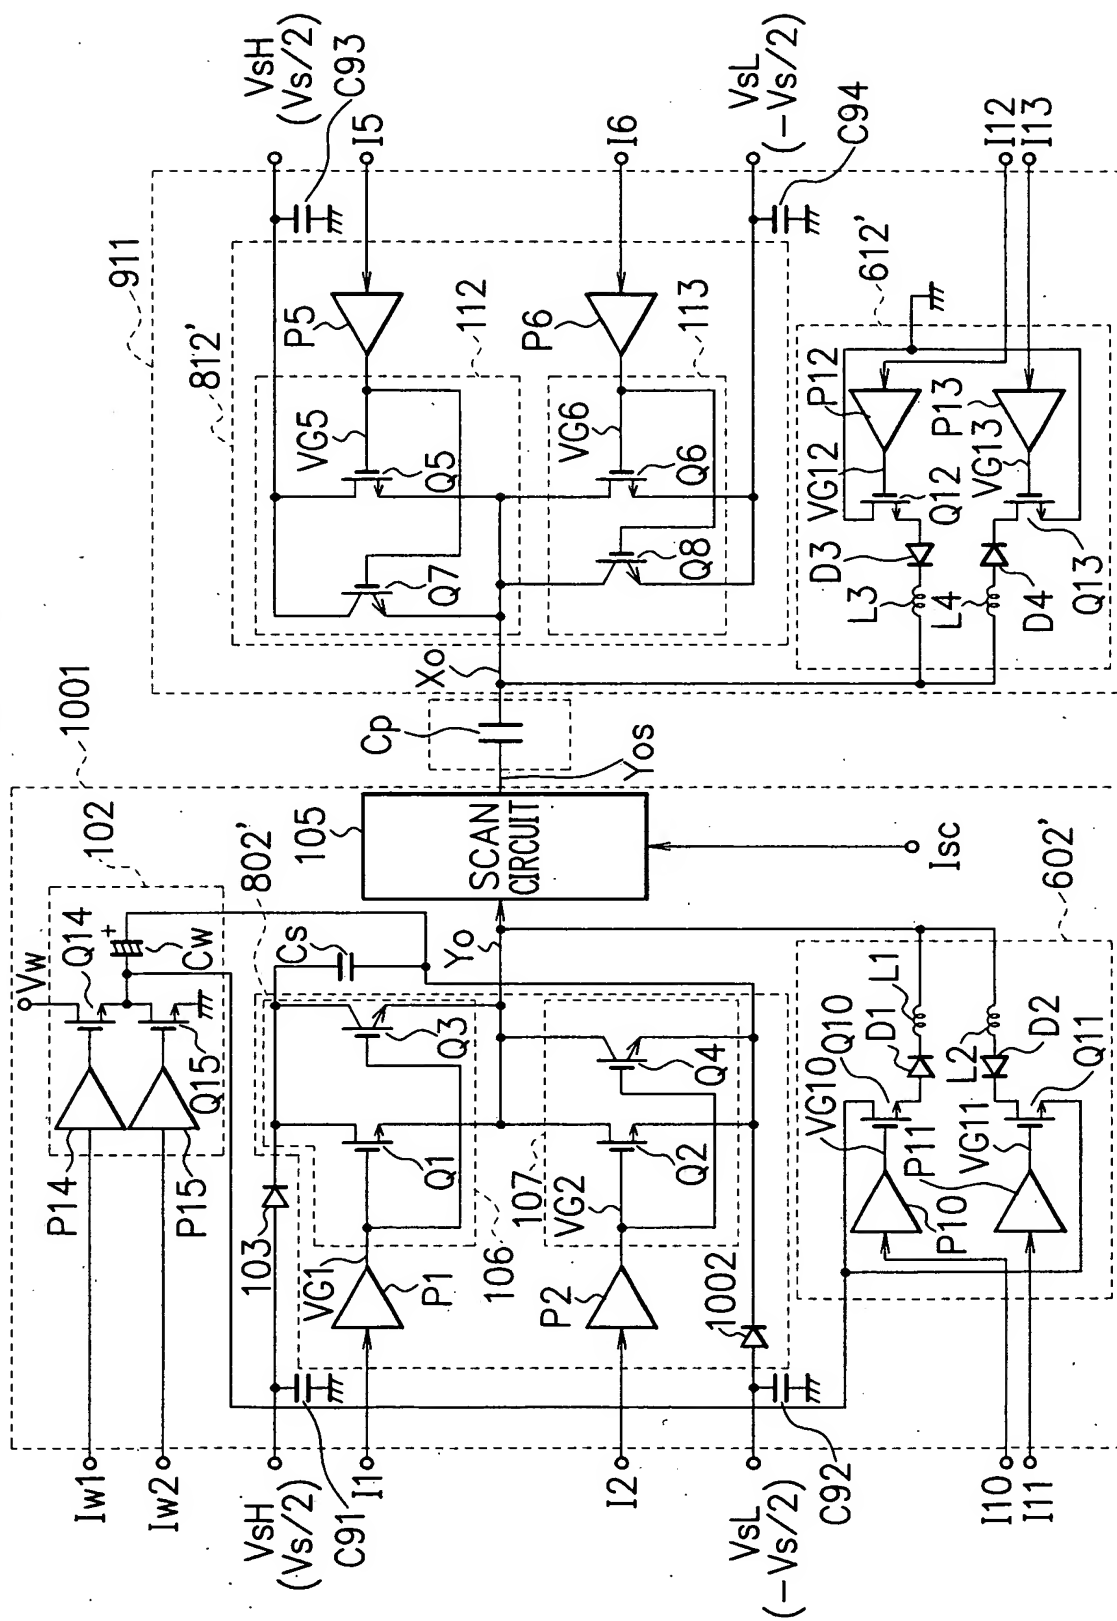 1001
911
Vw
102
Q14
+
Cw
Q15
P14
P15
Iw1
Iw2
802'
Cs
105
SCAN
CIRCUIT
Cp
Xo
Yos
Yo
Isc
812'
112
113
P5
VG5
Q5
Q7
P6
VG6
Q6
Q8
VsH
(Vs/2)
C93
I5
I6
VsL
(−Vs/2)
C94
I12
I13
612'
P12
VG12
Q12
D3
L3
P13
VG13
L4
D4
Q13
103
VG1
P1
Q1
Q3
106
107
VG2
P2
Q2
Q4
1002
VsH
(Vs/2)
C91
I1
I2
VsL
(−Vs/2)
C92
I10
I11
602'
VG10
Q10
D1
L1
P11
P10
VG11
L2
D2
Q11